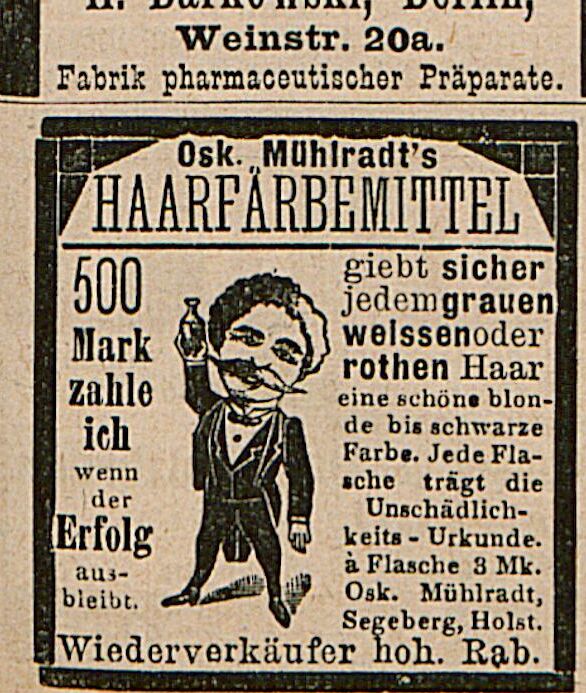 H. Barkowski, Berlin,
Weinstr. 20a.
Fabrik pharmaceutischer Präparate.
Osk. Mühlradt's
HAARFÄRBEMITTEL
500
Mark
zahle
ich
wenn
der
Erfolg
aus-
bleibt.
giebt sicher
jedem grauen
weissen oder
rothen Haar
eine schöne blon-
de bis schwarze
Farbe. Jede Fla-
sche trägt die
Unschädlich-
keits - Urkunde.
à Flasche 3 Mk.
Osk. Mühlradt,
Segeberg, Holst.
Wiederverkäufer hoh. Rab.